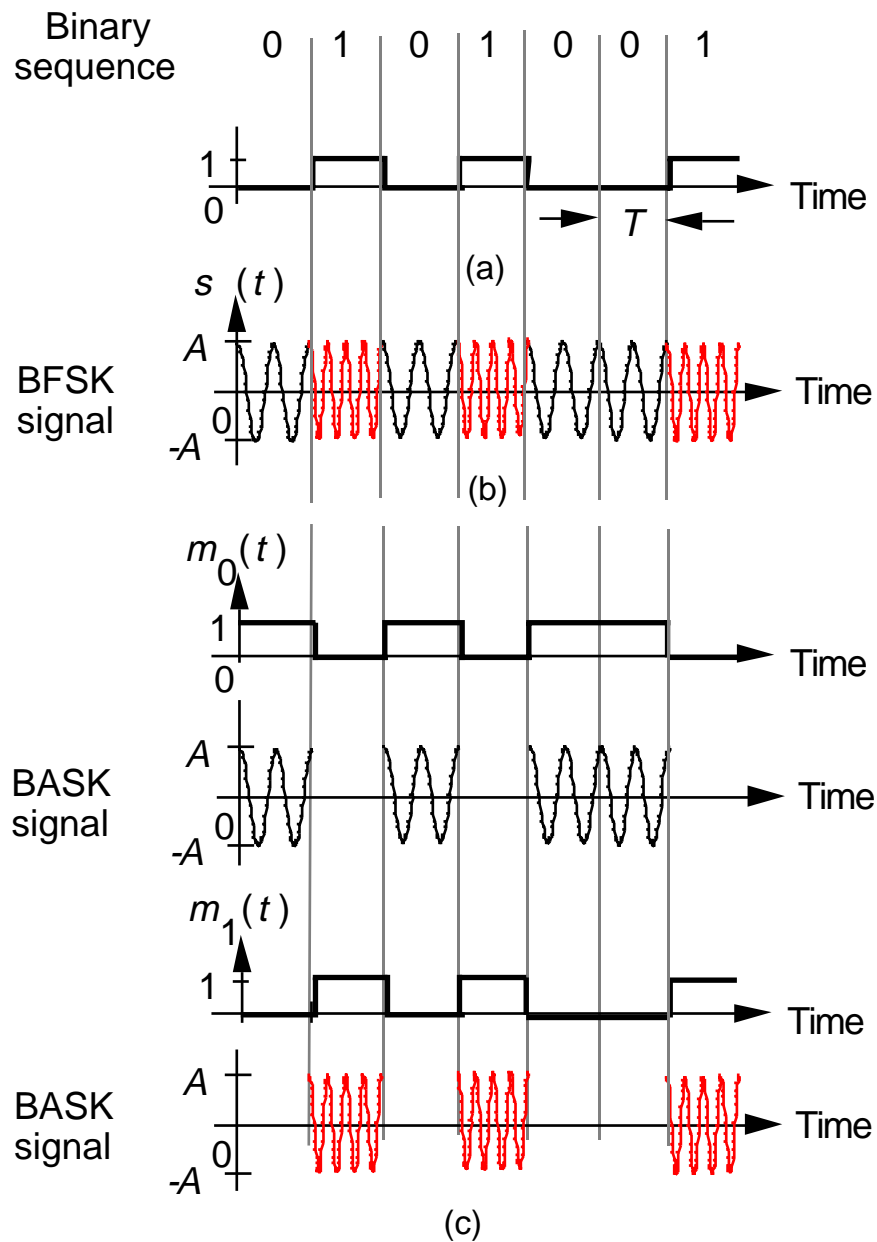 Binary
sequence
0 1 0 1 0 0 1
1
0
Time
T
(a)
s (t)
A
BFSK
signal
0
-A
Time
(b)
m0(t)
1
0
Time
A
BASK
signal
0
-A
Time
m1(t)
1
Time
A
BASK
signal
0
-A
Time
(c)